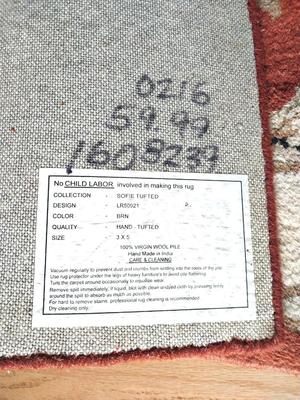 0216
59.99
1608239
No CHILD LABOR involved in making this rug
COLLECTION - SOFIE TUFTED
DESIGN - LR50921
COLOR - BRN
QUALITY - HAND - TUFTED
SIZE - 3 X 5
100% VIRGIN WOOL PILE
Hand Made in India
CARE & CLEANING
Vacuum regularly to prevent dust and crumbs from settling into the roots of the pile.
Use rug protector under the legs of heavy furniture's to avoid pile flattening.
Turn the carpet around occasionally to equalize wear.
Remove spill immediately, if liquid, blot with clean undyed cloth by pressing firmly
around the spill to absorb as much as possible.
For hard to remove stains, professional rug cleaning is recommended.
Dry cleaning only.